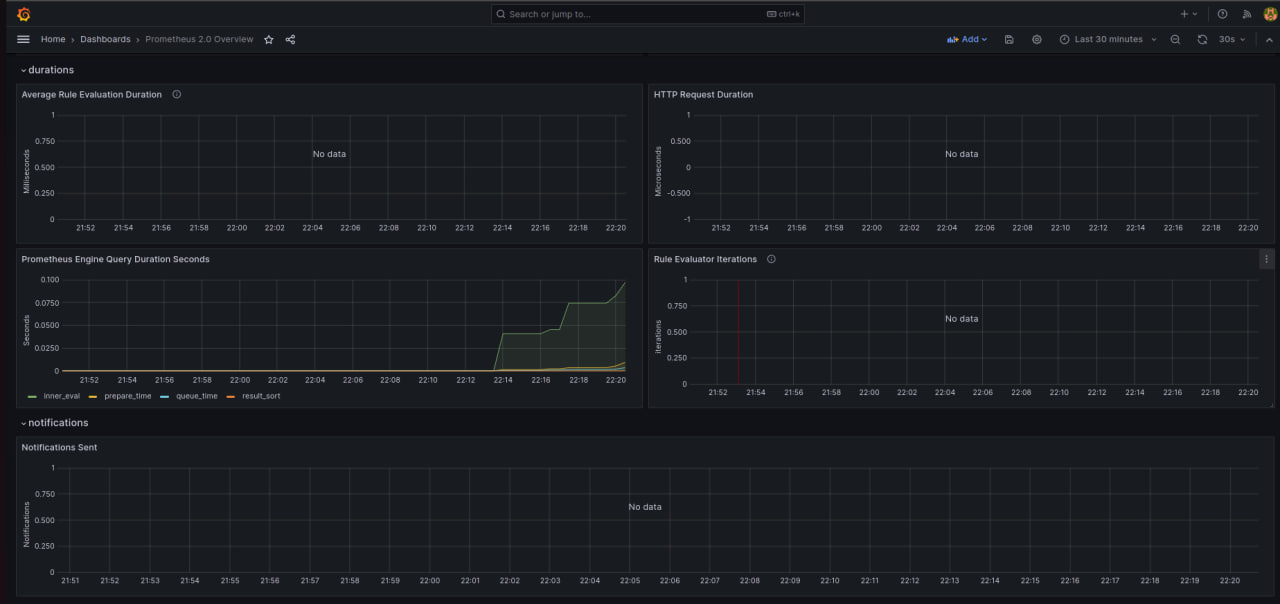 Search or jump to...
ctrl+k
Home › Dashboards › Prometheus 2.0 Overview
Add
Last 30 minutes
30s
durations
Average Rule Evaluation Duration
Milliseconds
1
0.750
0.500
0.250
0
No data
21:52 21:54 21:56 21:58 22:00 22:02 22:04 22:06 22:08 22:10 22:12 22:14 22:16 22:18 22:20
HTTP Request Duration
Microseconds
1
0.500
0
-0.500
-1
No data
21:52 21:54 21:56 21:58 22:00 22:02 22:04 22:06 22:08 22:10 22:12 22:14 22:16 22:18 22:20
Prometheus Engine Query Duration Seconds
Seconds
0.100
0.0750
0.0500
0.0250
0
21:52 21:54 21:56 21:58 22:00 22:02 22:04 22:06 22:08 22:10 22:12 22:14 22:16 22:18 22:20
inner_eval prepare_time queue_time result_sort
Rule Evaluator Iterations
iterations
1
0.750
0.500
0.250
0
No data
21:52 21:54 21:56 21:58 22:00 22:02 22:04 22:06 22:08 22:10 22:12 22:14 22:16 22:18 22:20
notifications
Notifications Sent
Notifications
1
0.750
0.500
0.250
0
No data
21:51 21:52 21:53 21:54 21:55 21:56 21:57 21:58 21:59 22:00 22:01 22:02 22:03 22:04 22:05 22:06 22:07 22:08 22:09 22:10 22:11 22:12 22:13 22:14 22:15 22:16 22:17 22:18 22:19 22:20